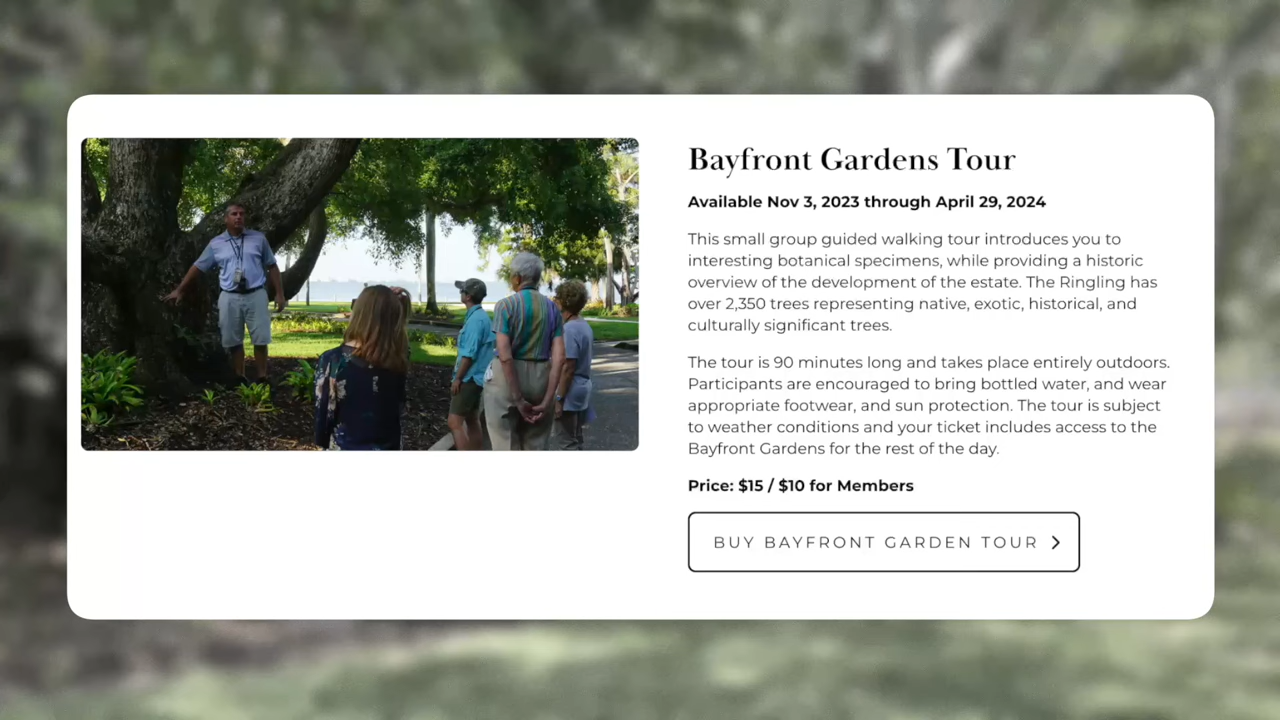 Bayfront Gardens Tour
Available Nov 3, 2023 through April 29, 2024
This small group guided walking tour introduces you to
interesting botanical specimens, while providing a historic
overview of the development of the estate. The Ringling has
over 2,350 trees representing native, exotic, historical, and
culturally significant trees.
The tour is 90 minutes long and takes place entirely outdoors.
Participants are encouraged to bring bottled water, and wear
appropriate footwear, and sun protection. The tour is subject
to weather conditions and your ticket includes access to the
Bayfront Gardens for the rest of the day.
Price: $15 / $10 for Members
BUY BAYFRONT GARDEN TOUR